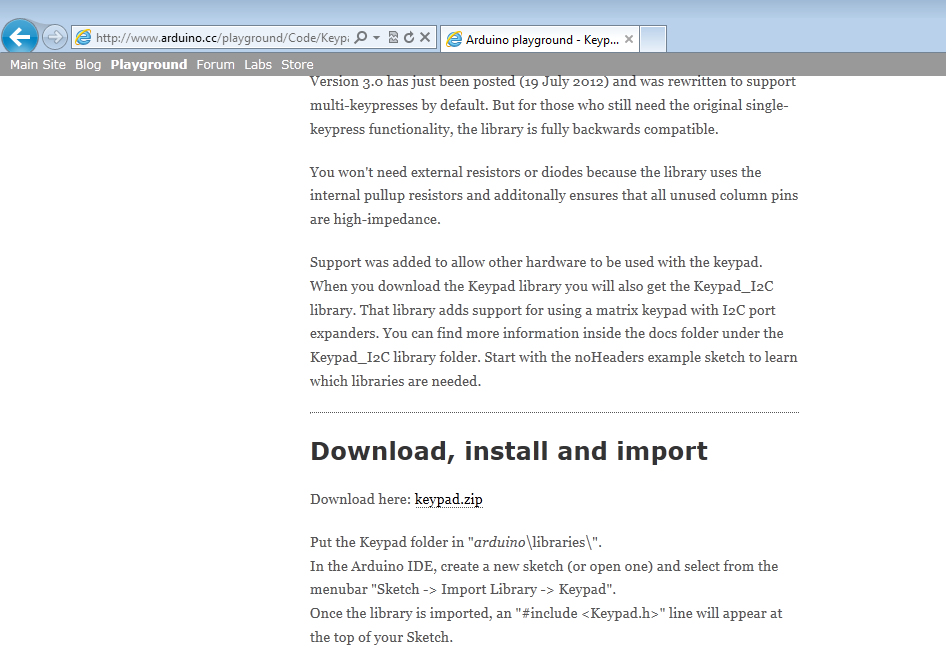 http://www.arduino.cc/playground/Code/Keypa
Arduino playground - Keyp...
Main Site Blog Playground Forum Labs Store
Version 3.0 has just been posted (19 July 2012) and was rewritten to support
multi-keypresses by default. But for those who still need the original single-
keypress functionality, the library is fully backwards compatible.
You won't need external resistors or diodes because the library uses the
internal pullup resistors and additonally ensures that all unused column pins
are high-impedance.
Support was added to allow other hardware to be used with the keypad.
When you download the Keypad library you will also get the Keypad_I2C
library. That library adds support for using a matrix keypad with I2C port
expanders. You can find more information inside the docs folder under the
Keypad_I2C library folder. Start with the noHeaders example sketch to learn
which libraries are needed.
Download, install and import
Download here: keypad.zip
Put the Keypad folder in "arduino\libraries\".
In the Arduino IDE, create a new sketch (or open one) and select from the
menubar "Sketch -> Import Library -> Keypad".
Once the library is imported, an "#include <Keypad.h>" line will appear at
the top of your Sketch.